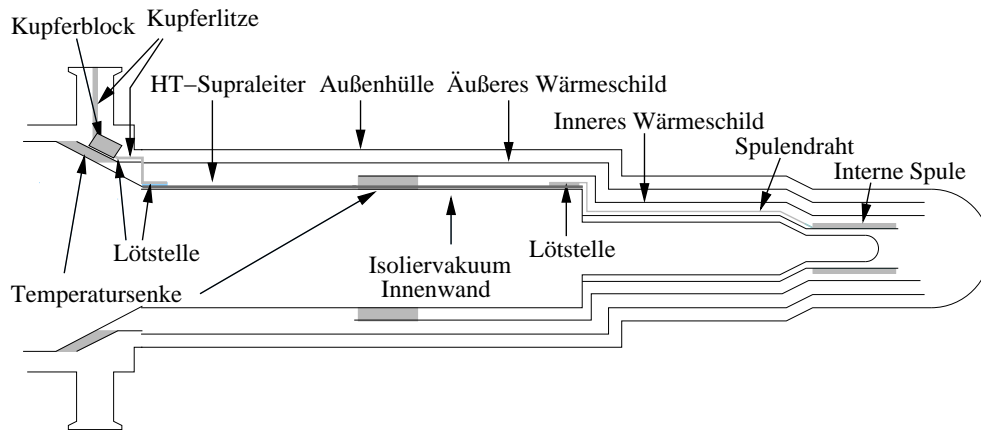 Kupferblock
Kupferlitze
HT–Supraleiter
Außenhülle
Äußeres Wärmeschild
Inneres Wärmeschild
Spulendraht
Interne Spule
Lötstelle
Isoliervakuum
Innenwand
Lötstelle
Temperatursenke